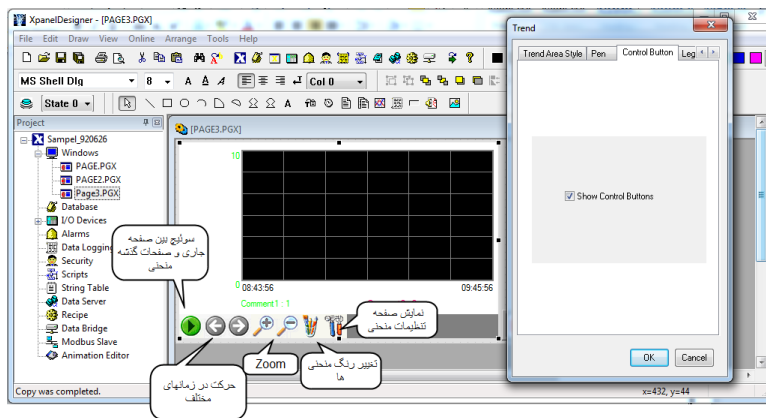 XpanelDesigner - [PAGE3.PGX]
File Edit Draw View Online Arrange Tools Help
MS Shell Dlg 8 A A A Col 0
State 0 A
Project
Sampel_920626
Windows
PAGE.PGX
PAGE2.PGX
Page3.PGX
Database
I/O Devices
Alarms
Data Logging
Security
Scripts
String Table
Data Server
Recipe
Data Bridge
Modbus Slave
Animation Editor
[PAGE3.PGX]
10
0
08:43:56
09:45:56
Comment1 : 1
سوئیچ بین صفحه
جاری و صفحات گذشته
منحنی
نمایش صفحه
تنظیمات منحنی
Zoom
تغییر رنگ منحنی
ها
حرکت در زمانهای
مختلف
Trend
Trend Area Style Pen Control Button Leg
Show Control Buttons
OK Cancel
Copy was completed.
x=432, y=44